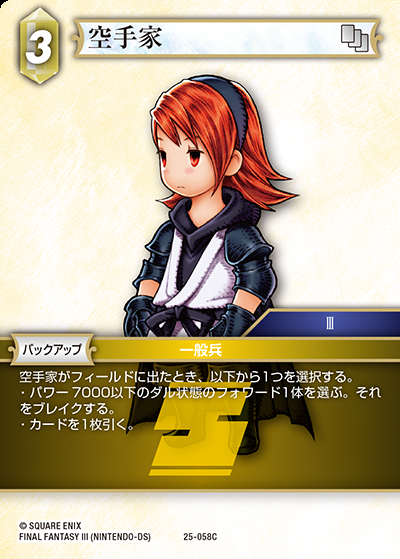 3
空手家
III
バックアップ
一般兵
空手家がフィールドに出たとき、以下から1つを選択する。
・パワー7000以下のダル状態のフォワード1体を選ぶ。それ
をブレイクする。
・カードを1枚引く。
© SQUARE ENIX
FINAL FANTASY III (NINTENDO-DS)
25-058C